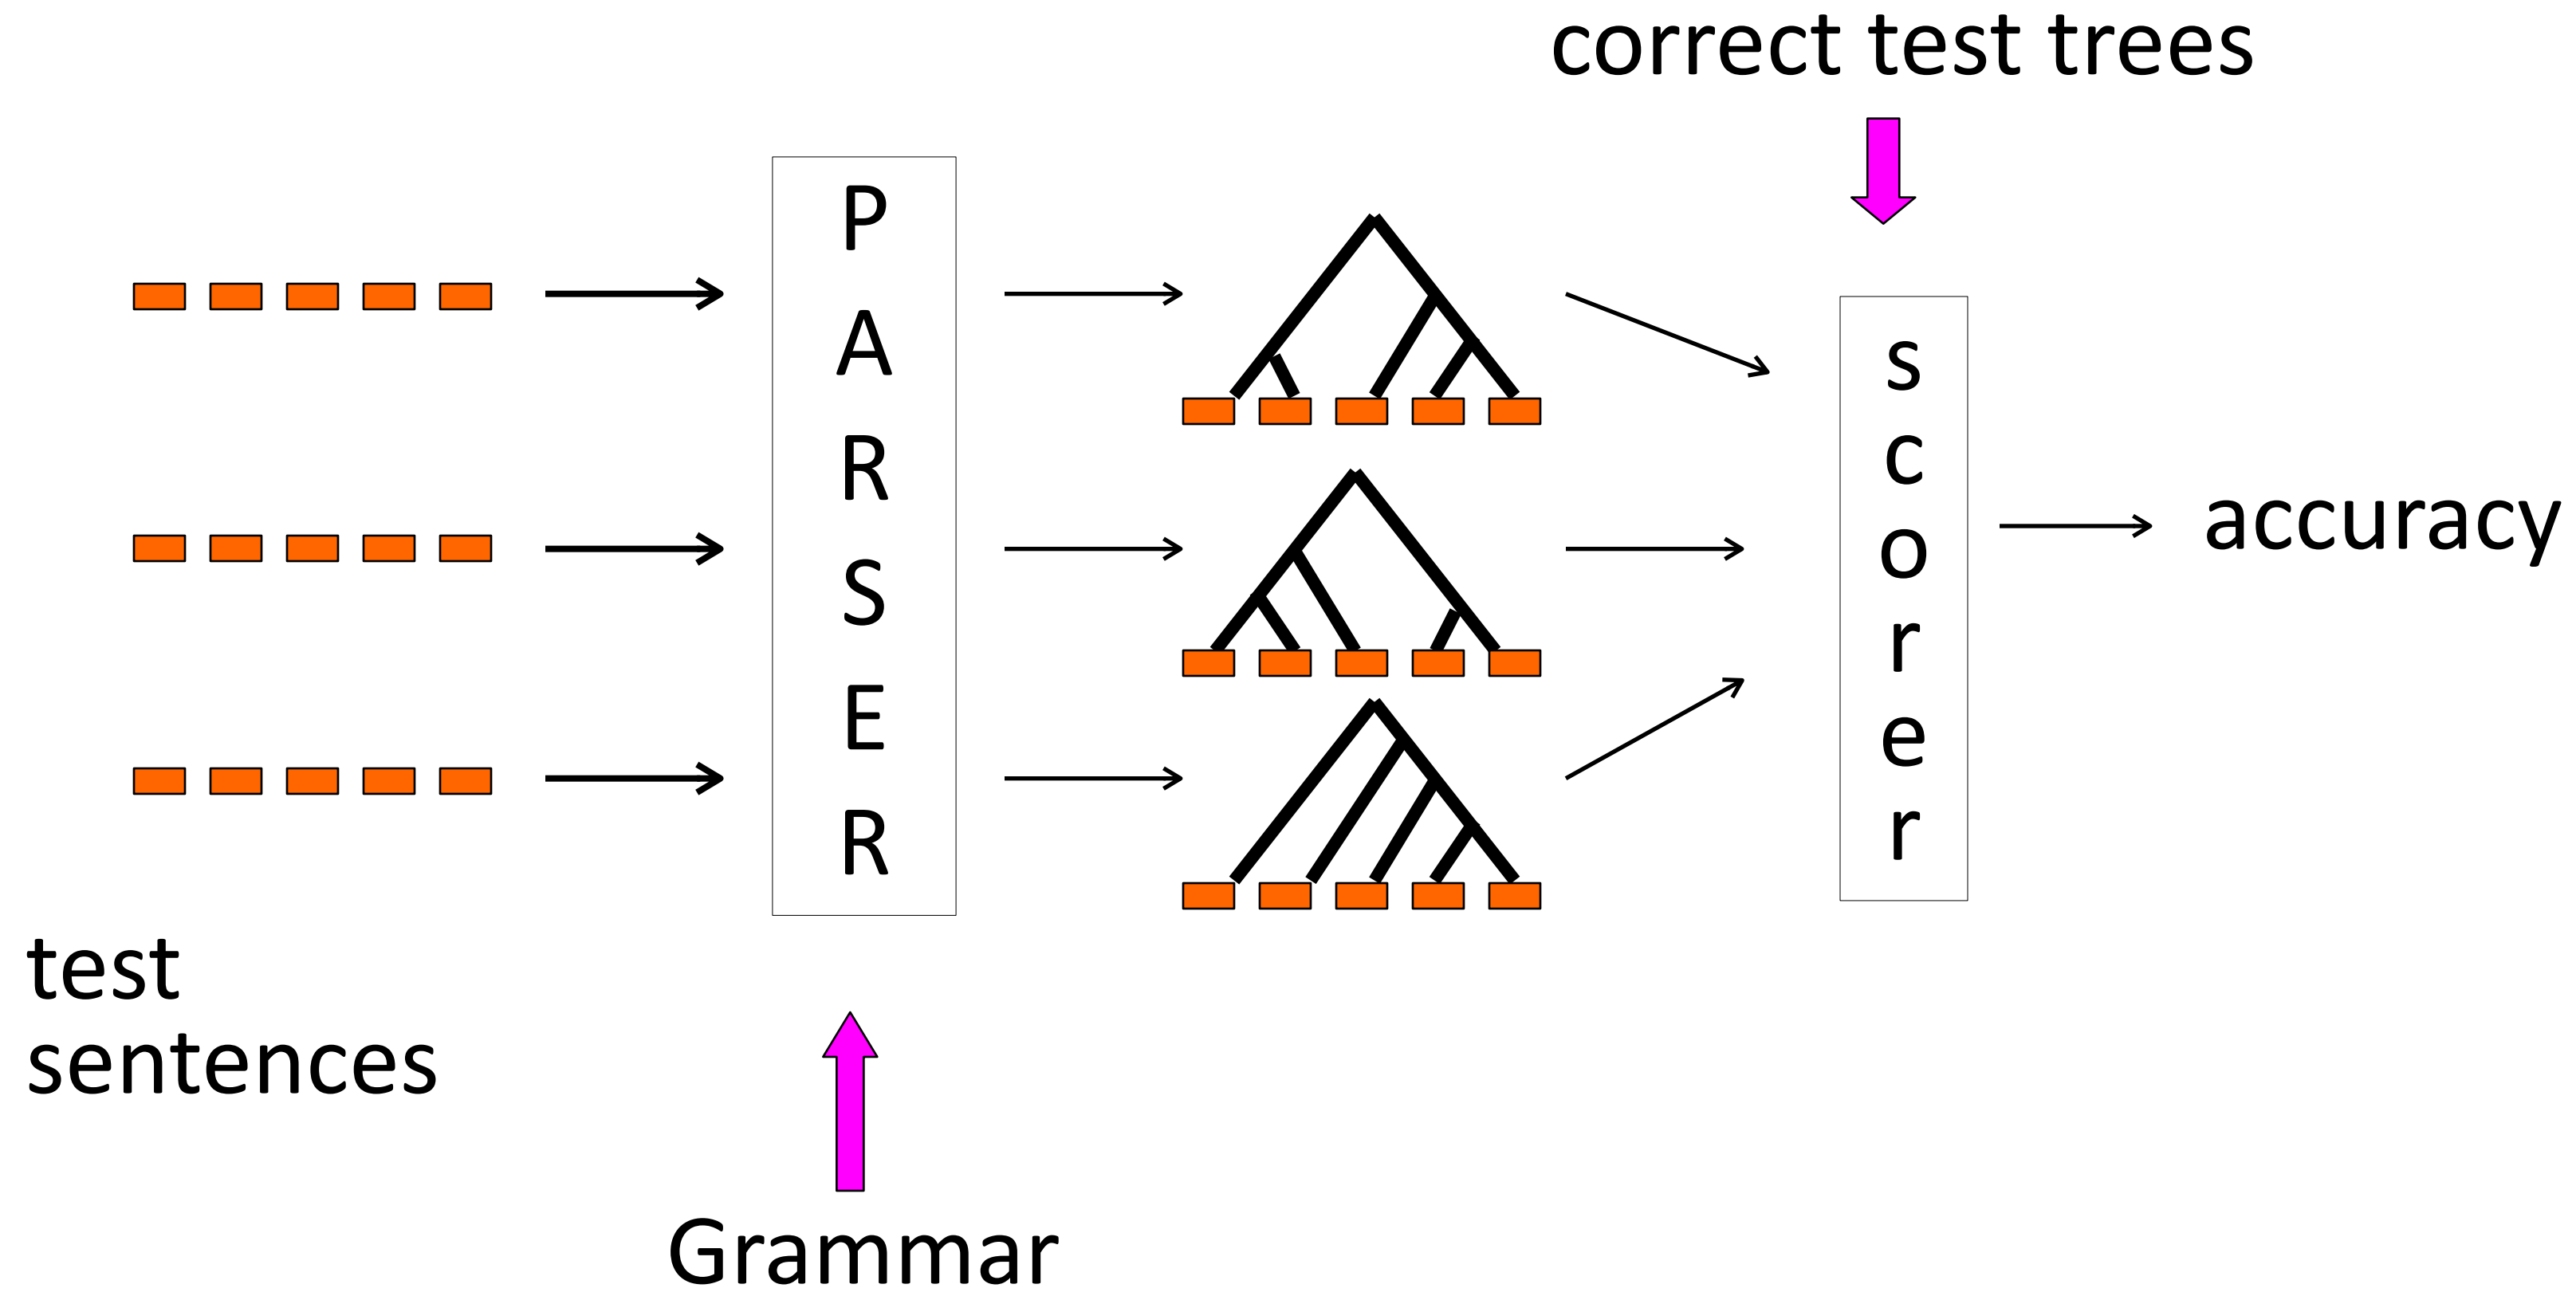 correct test trees
P
A
R
S
E
R
s
c
o
r
e
r
accuracy
test
sentences
Grammar